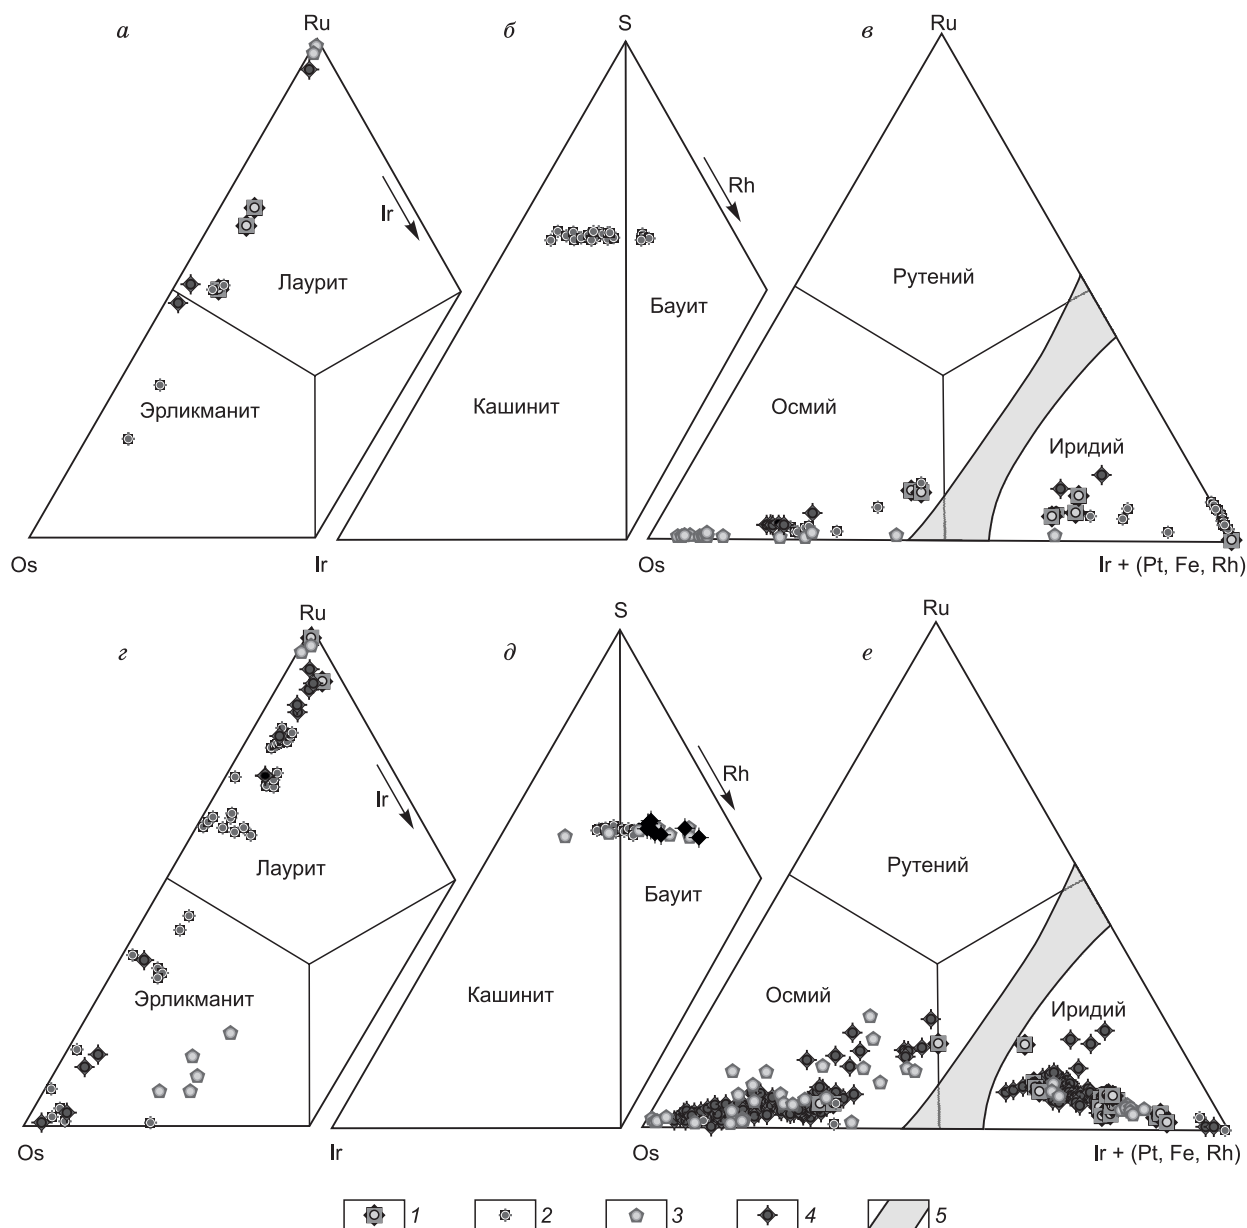 а
Ru
Ir
Лаурит
Эрликманит
Os
Ir
б
S
Rh
Бауит
Кашинит
в
Ru
Рутений
Осмий
Иридий
Os
Ir + (Pt, Fe, Rh)
г
Ru
Ir
Лаурит
Эрликманит
Os
Ir
д
S
Rh
Бауит
Кашинит
е
Ru
Рутений
Осмий
Иридий
Os
Ir + (Pt, Fe, Rh)
1
2
3
4
5